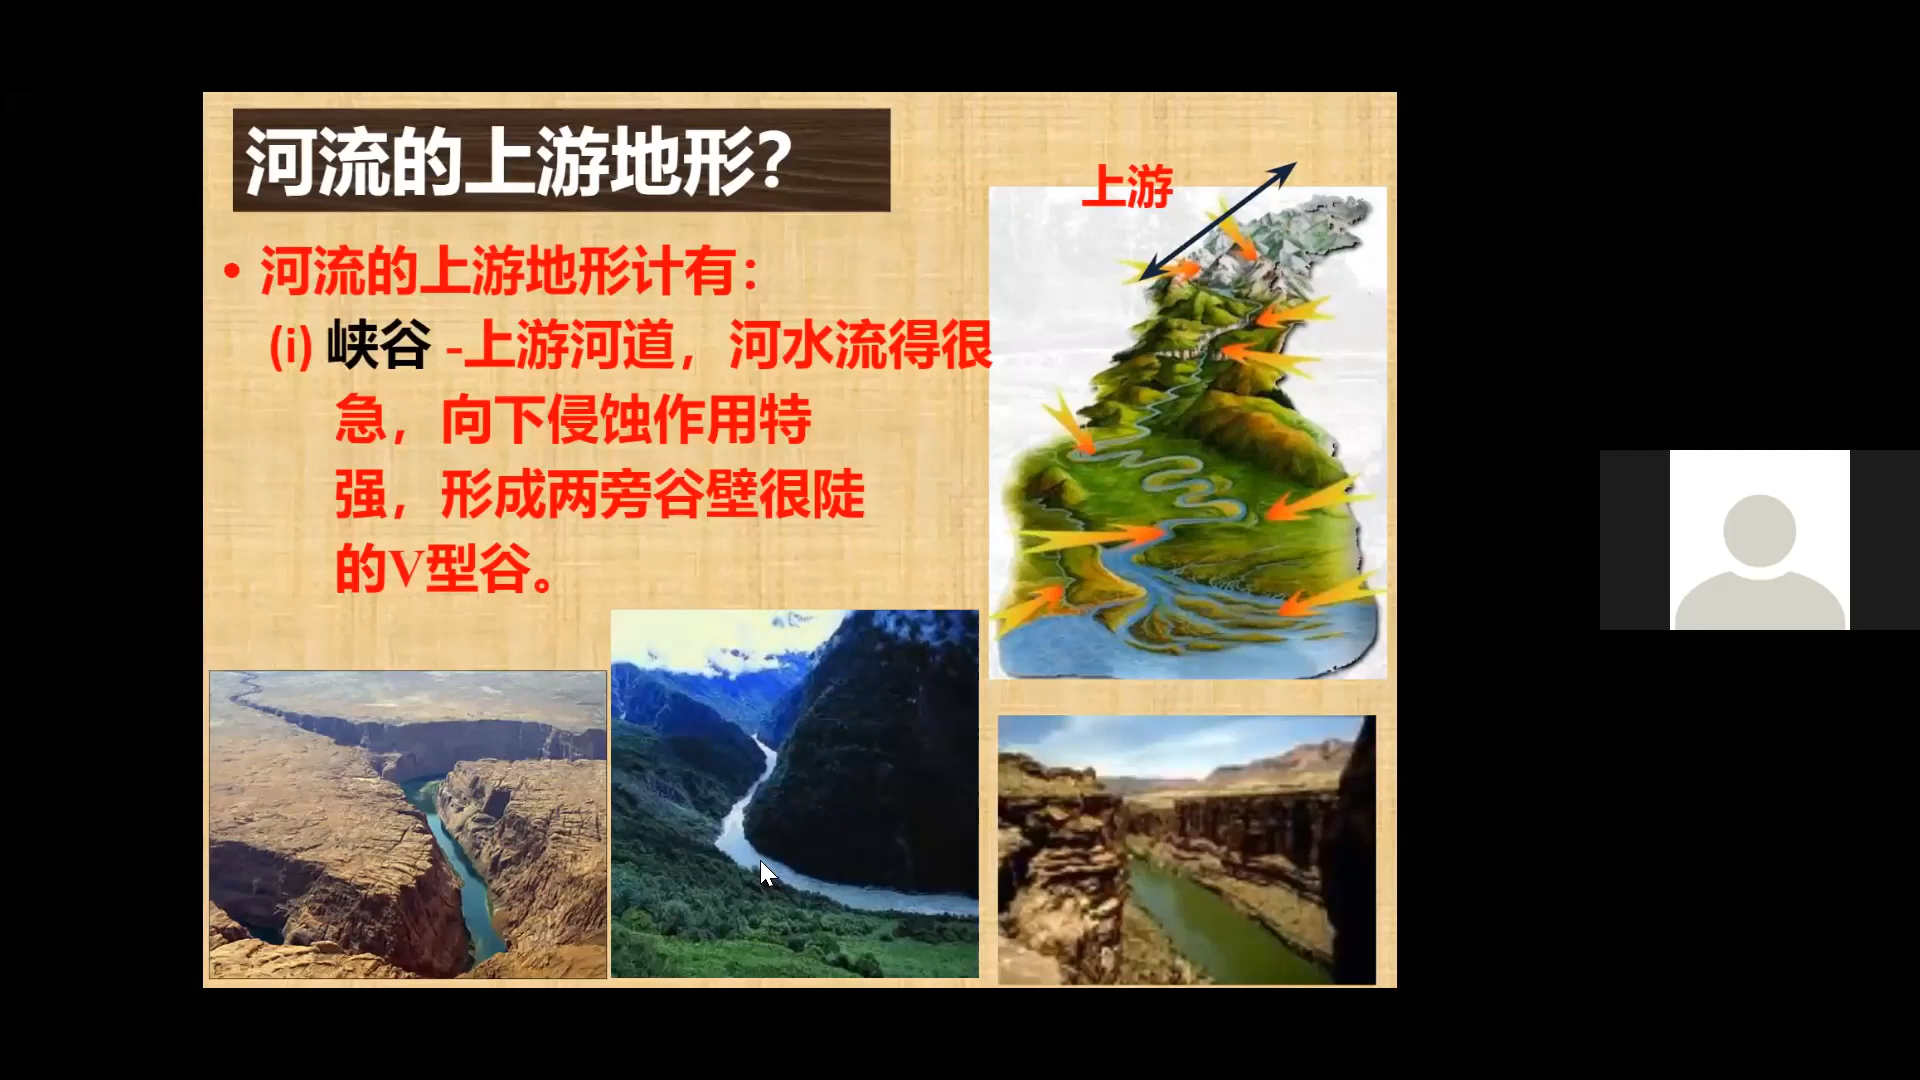 河流的上游地形?
上游
• 河流的上游地形计有：
(i) 峡谷 -上游河道，河水流得很
急，向下侵蚀作用特
强，形成两旁谷壁很陡
的V型谷。